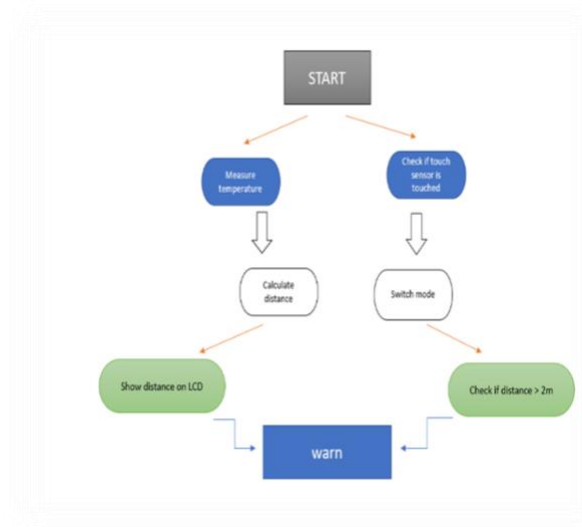 START
Measure
temperature
Check if touch
sensor is
touched
Calculate
distance
Switch mode
Show distance on LCD
Check if distance > 2m
warn